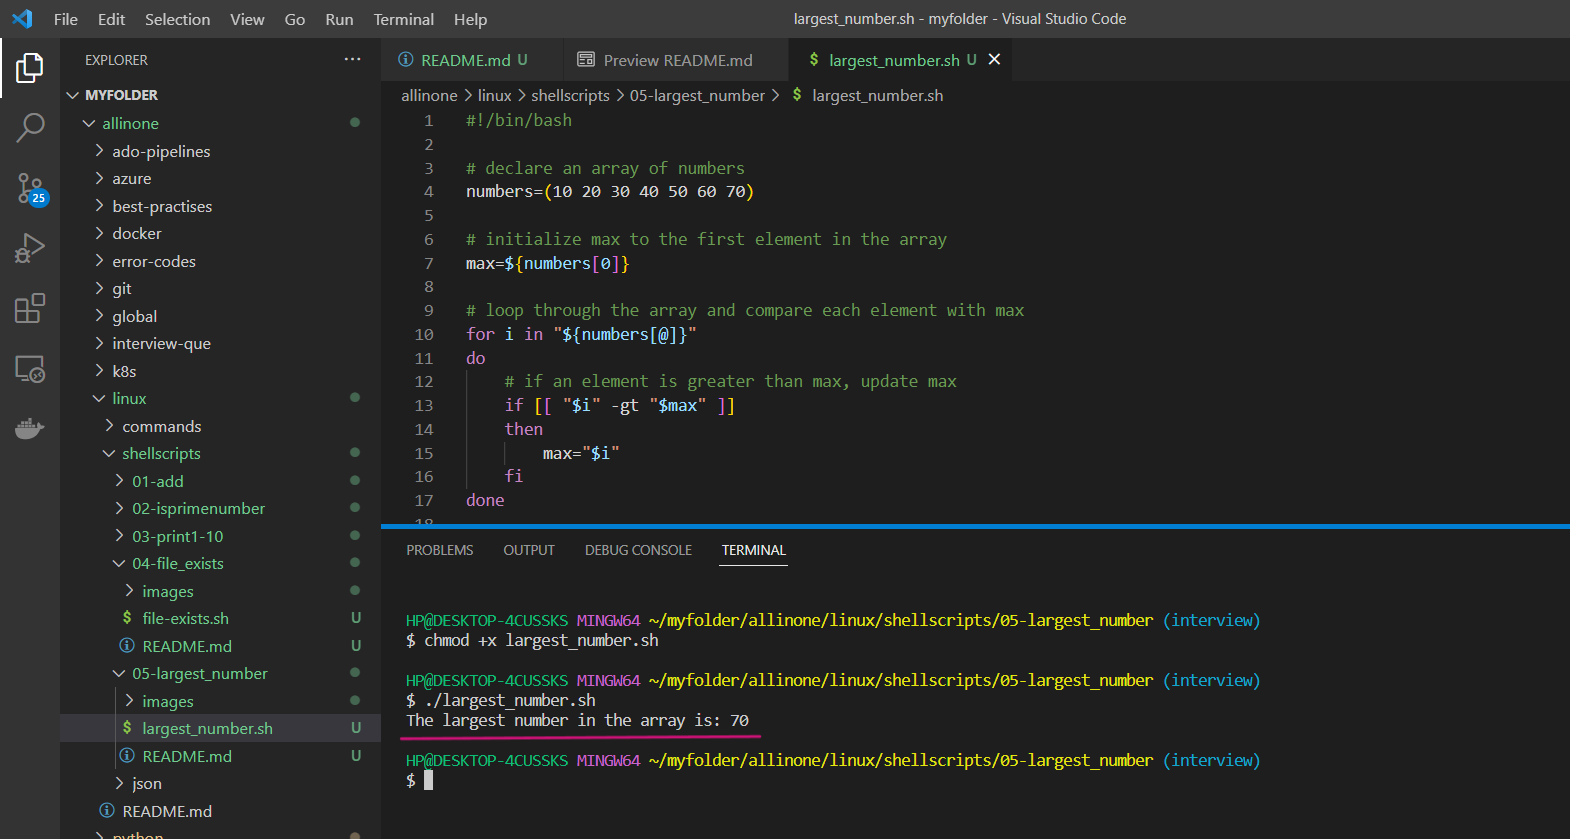 File Edit Selection View Go Run Terminal Help
largest_number.sh - myfolder - Visual Studio Code
25
EXPLORER ...
MYFOLDER
allinone
ado-pipelines
azure
best-practises
docker
error-codes
git
global
interview-que
k8s
linux
commands
shellscripts
01-add
02-isprimenumber
03-print1-10
04-file_exists
images
$ file-exists.sh U
README.md U
05-largest_number
images
$ largest_number.sh U
README.md U
json
README.md
python
README.md U
Preview README.md
$ largest_number.sh U
allinone > linux > shellscripts > 05-largest_number > $ largest_number.sh
1 #!/bin/bash
2
3 # declare an array of numbers
4 numbers=(10 20 30 40 50 60 70)
5
6 # initialize max to the first element in the array
7 max=${numbers[0]}
8
9 # loop through the array and compare each element with max
10 for i in "${numbers[@]}"
11 do
12 # if an element is greater than max, update max
13 if [[ "$i" -gt "$max" ]]
14 then
15 max="$i"
16 fi
17 done
18
PROBLEMS OUTPUT DEBUG CONSOLE TERMINAL
HP@DESKTOP-4CUSSKS MINGW64 ~/myfolder/allinone/linux/shellscripts/05-largest_number (interview)
$ chmod +x largest_number.sh
HP@DESKTOP-4CUSSKS MINGW64 ~/myfolder/allinone/linux/shellscripts/05-largest_number (interview)
$ ./largest_number.sh
The largest number in the array is: 70
HP@DESKTOP-4CUSSKS MINGW64 ~/myfolder/allinone/linux/shellscripts/05-largest_number (interview)
$